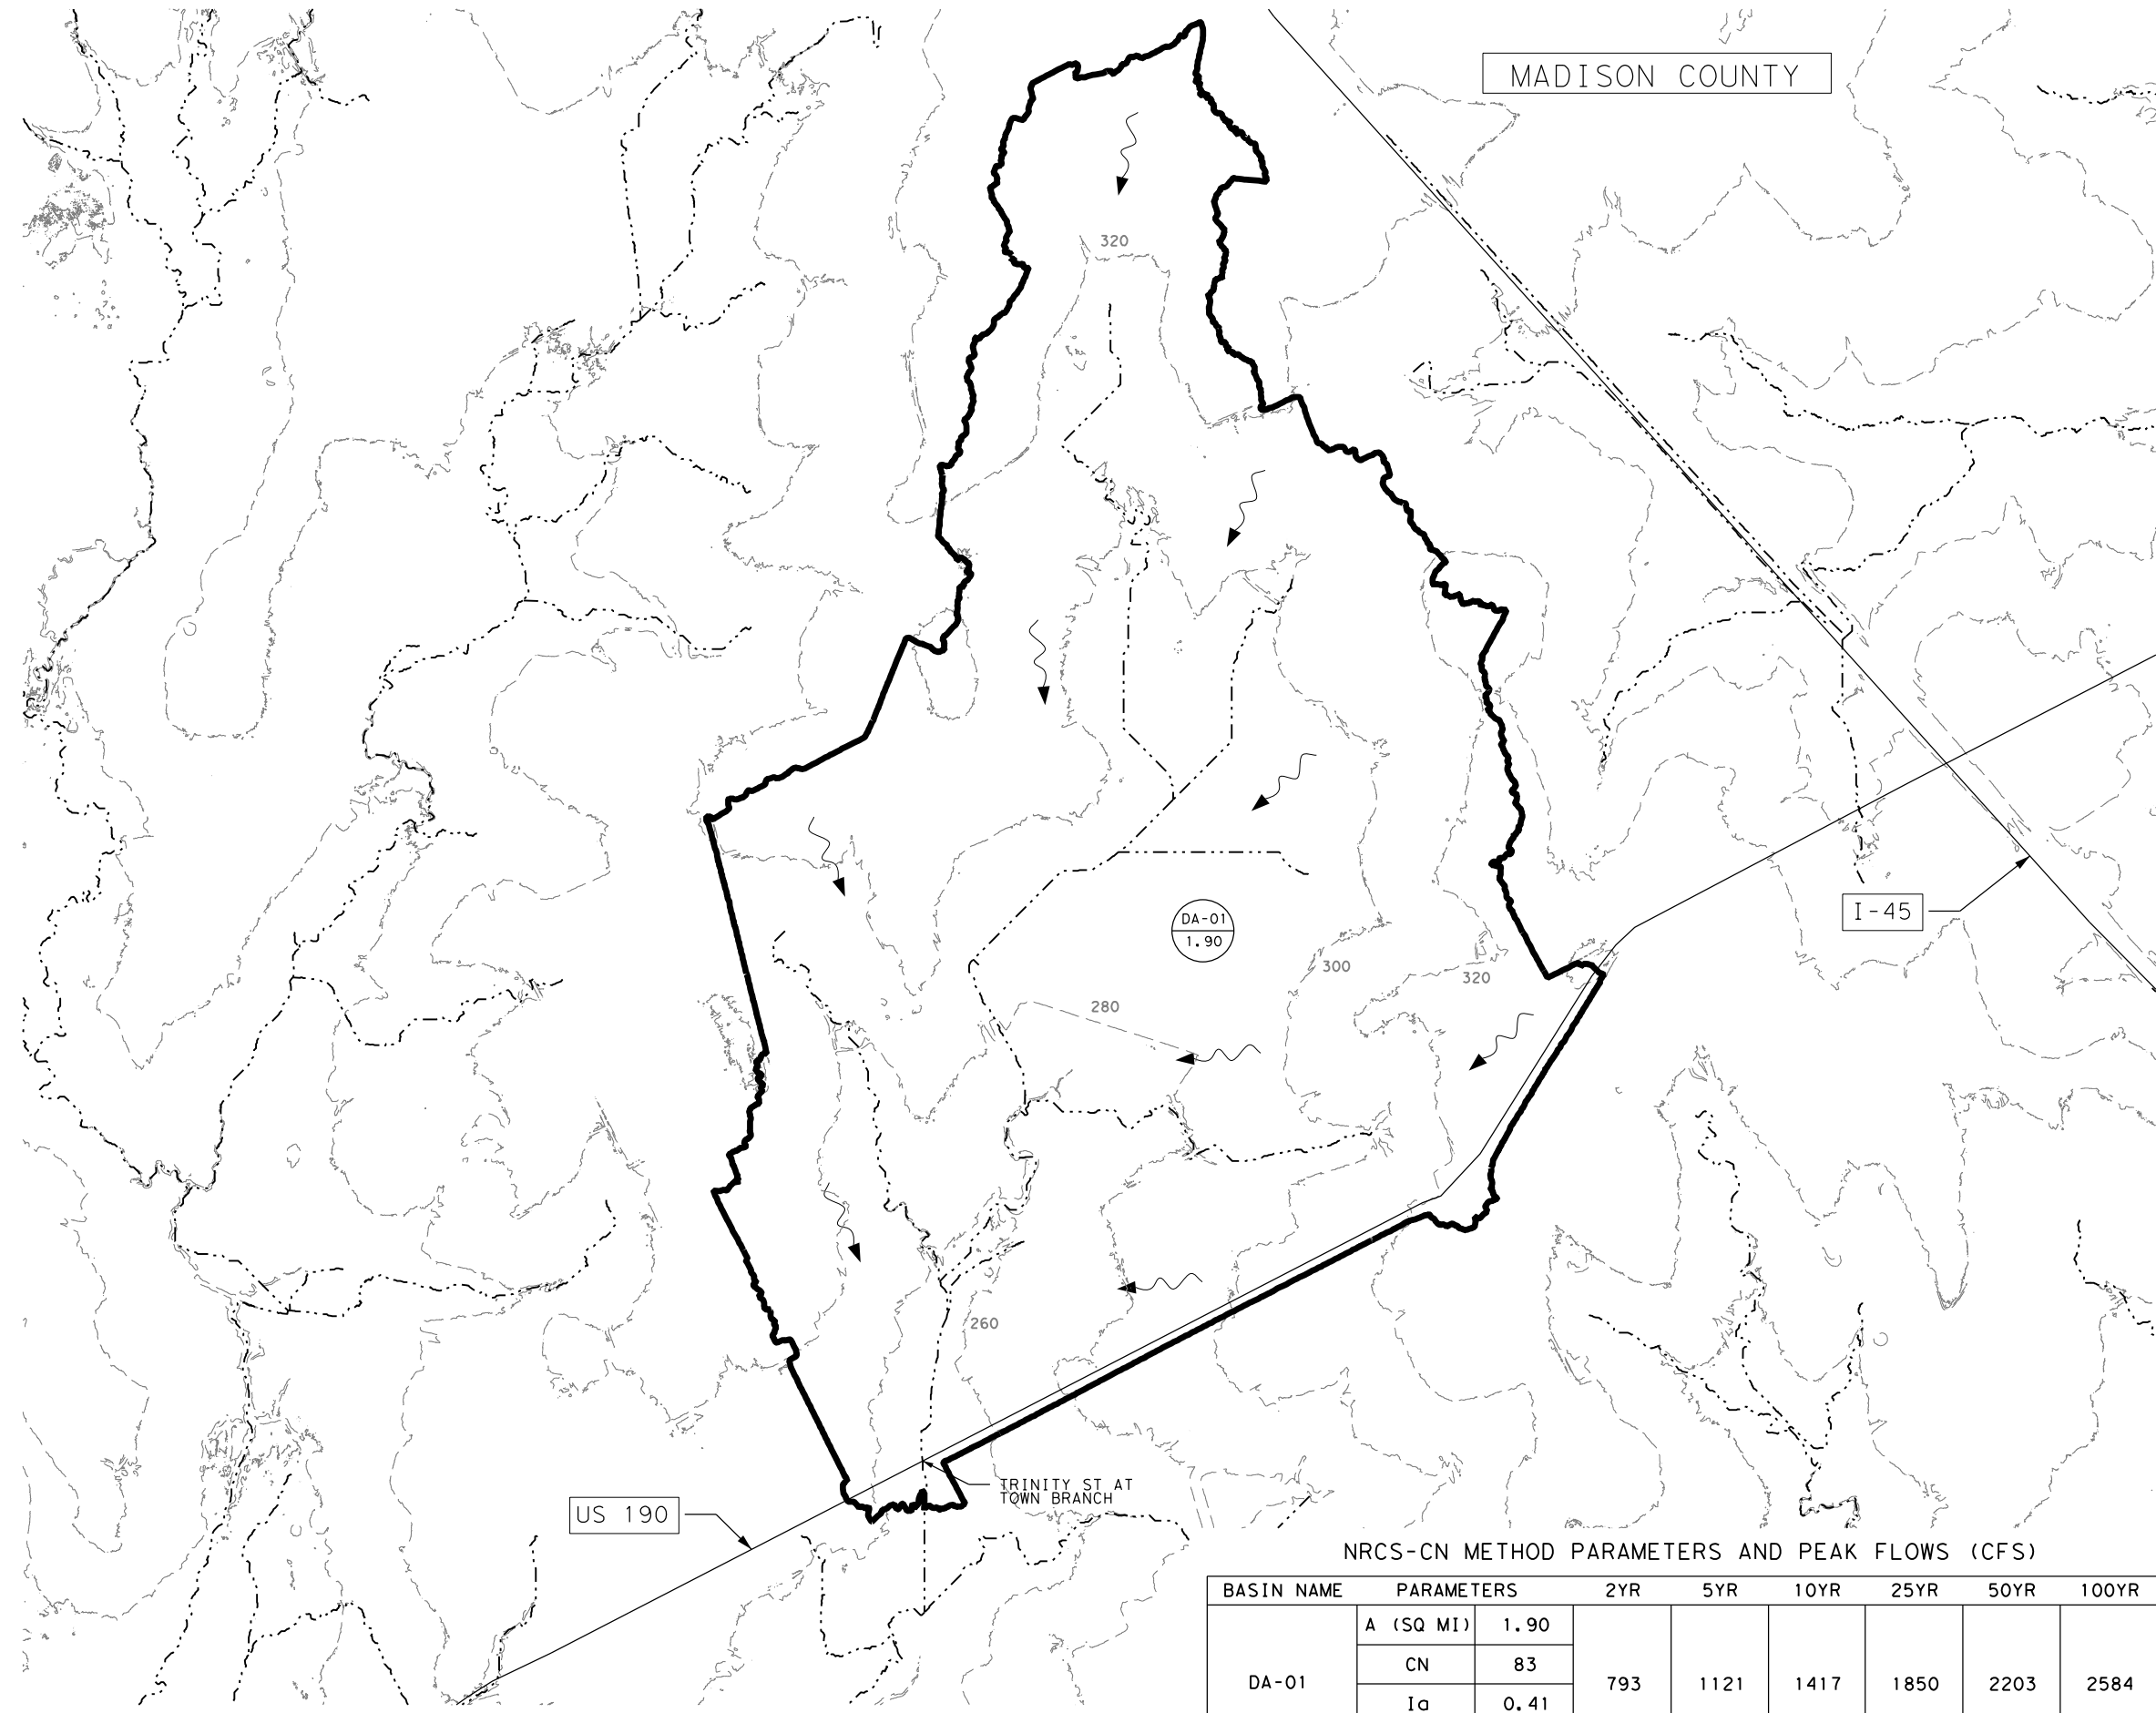 MADISON COUNTY
320
I-45
DA-01
1.90
300
320
280
260
TRINITY ST AT
TOWN BRANCH
US 190
NRCS-CN METHOD PARAMETERS AND PEAK FLOWS (CFS)
BASIN NAME PARAMETERS 2YR 5YR 10YR 25YR 50YR 100YR
A (SQ MI) 1.90
CN 83
DA-01 793 1121 1417 1850 2203 2584
Ia 0.41